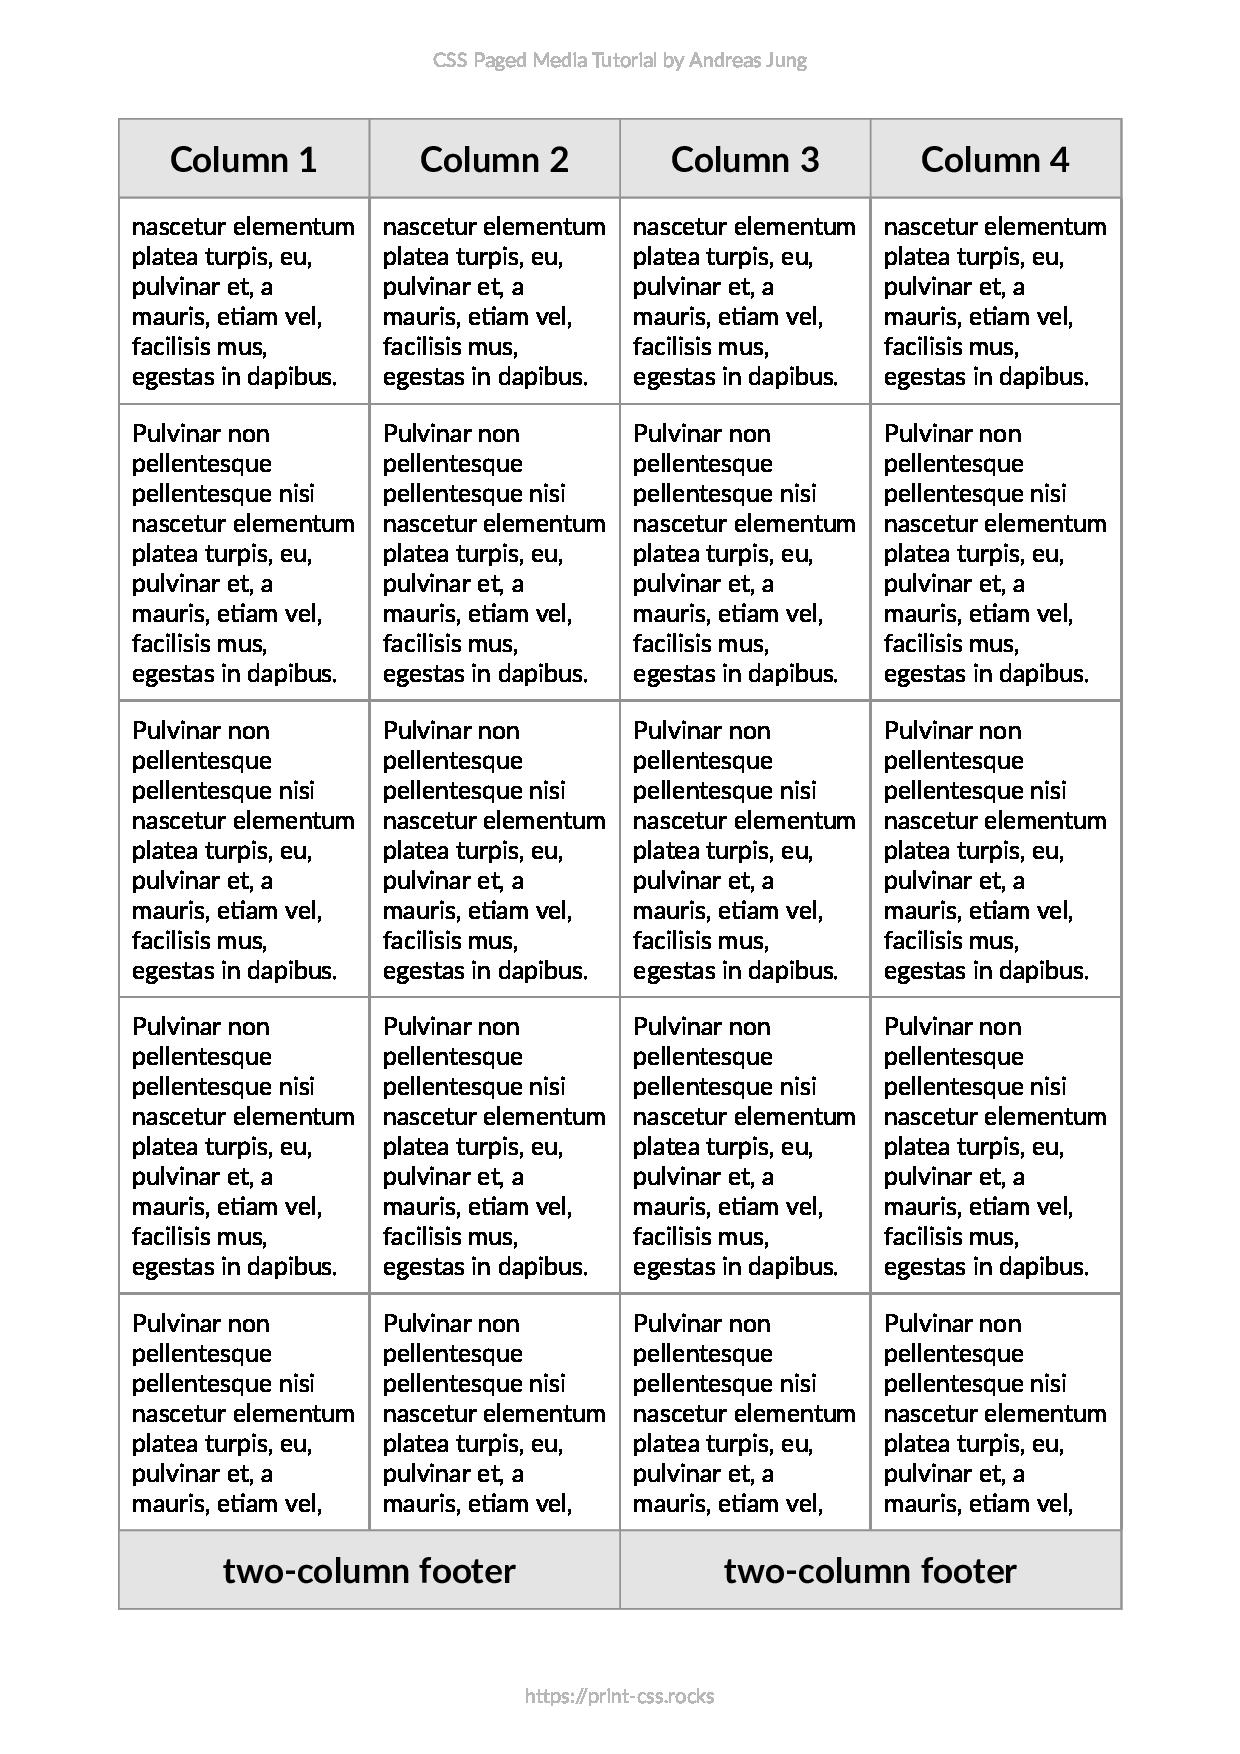 CSS Paged Media Tutorial by Andreas Jung
Column 1 Column 2 Column 3 Column 4
nascetur elementum nascetur elementum nascetur elementum nascetur elementum
platea turpis, eu, platea turpis, eu, platea turpis, eu, platea turpis, eu,
pulvinar et, a pulvinar et, a pulvinar et, a pulvinar et, a
mauris, etiam vel, mauris, etiam vel, mauris, etiam vel, mauris, etiam vel,
facilisis mus, facilisis mus, facilisis mus, facilisis mus,
egestas in dapibus. egestas in dapibus. egestas in dapibus. egestas in dapibus.
Pulvinar non Pulvinar non Pulvinar non Pulvinar non
pellentesque pellentesque pellentesque pellentesque
pellentesque nisi pellentesque nisi pellentesque nisi pellentesque nisi
nascetur elementum nascetur elementum nascetur elementum nascetur elementum
platea turpis, eu, platea turpis, eu, platea turpis, eu, platea turpis, eu,
pulvinar et, a pulvinar et, a pulvinar et, a pulvinar et, a
mauris, etiam vel, mauris, etiam vel, mauris, etiam vel, mauris, etiam vel,
facilisis mus, facilisis mus, facilisis mus, facilisis mus,
egestas in dapibus. egestas in dapibus. egestas in dapibus. egestas in dapibus.
Pulvinar non Pulvinar non Pulvinar non Pulvinar non
pellentesque pellentesque pellentesque pellentesque
pellentesque nisi pellentesque nisi pellentesque nisi pellentesque nisi
nascetur elementum nascetur elementum nascetur elementum nascetur elementum
platea turpis, eu, platea turpis, eu, platea turpis, eu, platea turpis, eu,
pulvinar et, a pulvinar et, a pulvinar et, a pulvinar et, a
mauris, etiam vel, mauris, etiam vel, mauris, etiam vel, mauris, etiam vel,
facilisis mus, facilisis mus, facilisis mus, facilisis mus,
egestas in dapibus. egestas in dapibus. egestas in dapibus. egestas in dapibus.
Pulvinar non Pulvinar non Pulvinar non Pulvinar non
pellentesque pellentesque pellentesque pellentesque
pellentesque nisi pellentesque nisi pellentesque nisi pellentesque nisi
nascetur elementum nascetur elementum nascetur elementum nascetur elementum
platea turpis, eu, platea turpis, eu, platea turpis, eu, platea turpis, eu,
pulvinar et, a pulvinar et, a pulvinar et, a pulvinar et, a
mauris, etiam vel, mauris, etiam vel, mauris, etiam vel, mauris, etiam vel,
facilisis mus, facilisis mus, facilisis mus, facilisis mus,
egestas in dapibus. egestas in dapibus. egestas in dapibus. egestas in dapibus.
Pulvinar non Pulvinar non Pulvinar non Pulvinar non
pellentesque pellentesque pellentesque pellentesque
pellentesque nisi pellentesque nisi pellentesque nisi pellentesque nisi
nascetur elementum nascetur elementum nascetur elementum nascetur elementum
platea turpis, eu, platea turpis, eu, platea turpis, eu, platea turpis, eu,
pulvinar et, a pulvinar et, a pulvinar et, a pulvinar et, a
mauris, etiam vel, mauris, etiam vel, mauris, etiam vel, mauris, etiam vel,
two-column footer two-column footer
https://print-css.rocks